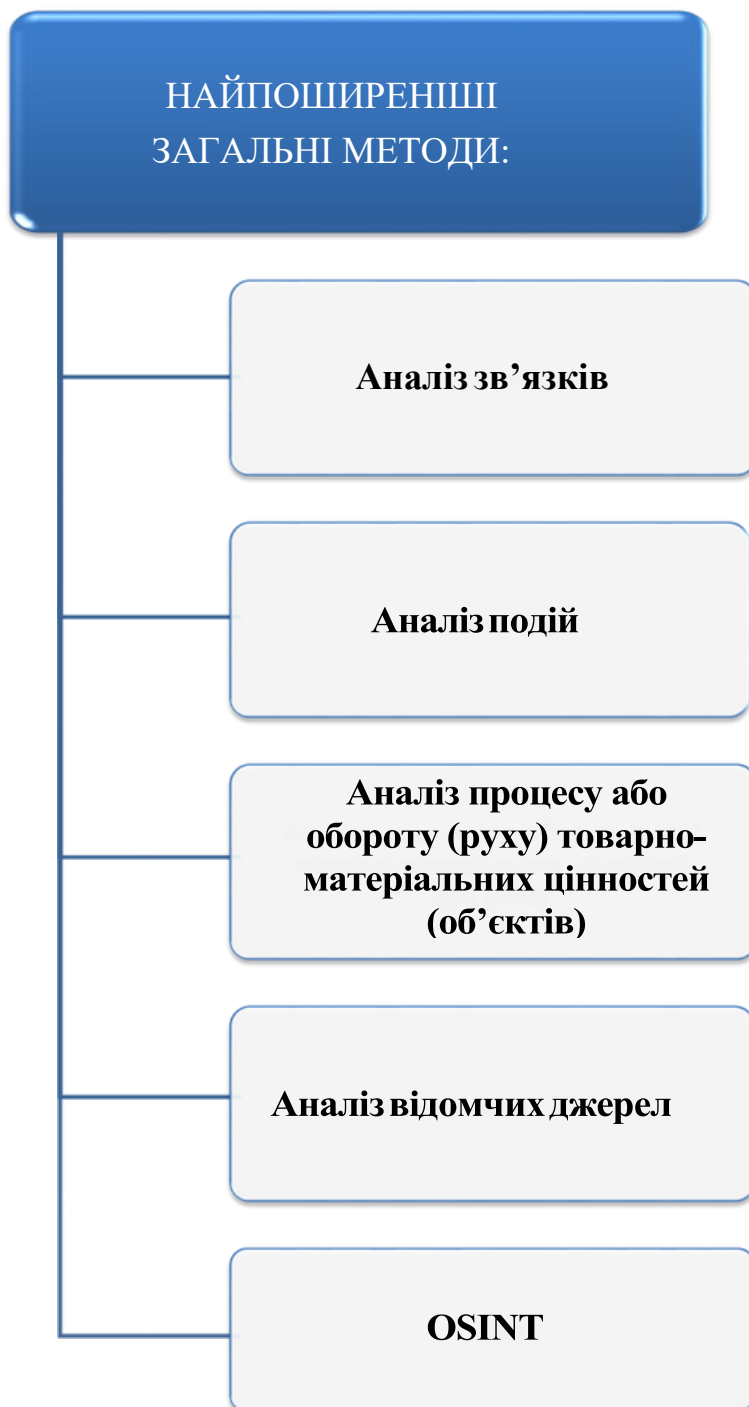 НАЙПОШИРЕНІШІ
ЗАГАЛЬНІ МЕТОДИ:
Аналіз зв’язків
Аналіз подій
Аналіз процесу або
обороту (руху) товарно-
матеріальних цінностей
(об’єктів)
Аналіз відомчих джерел
OSINT